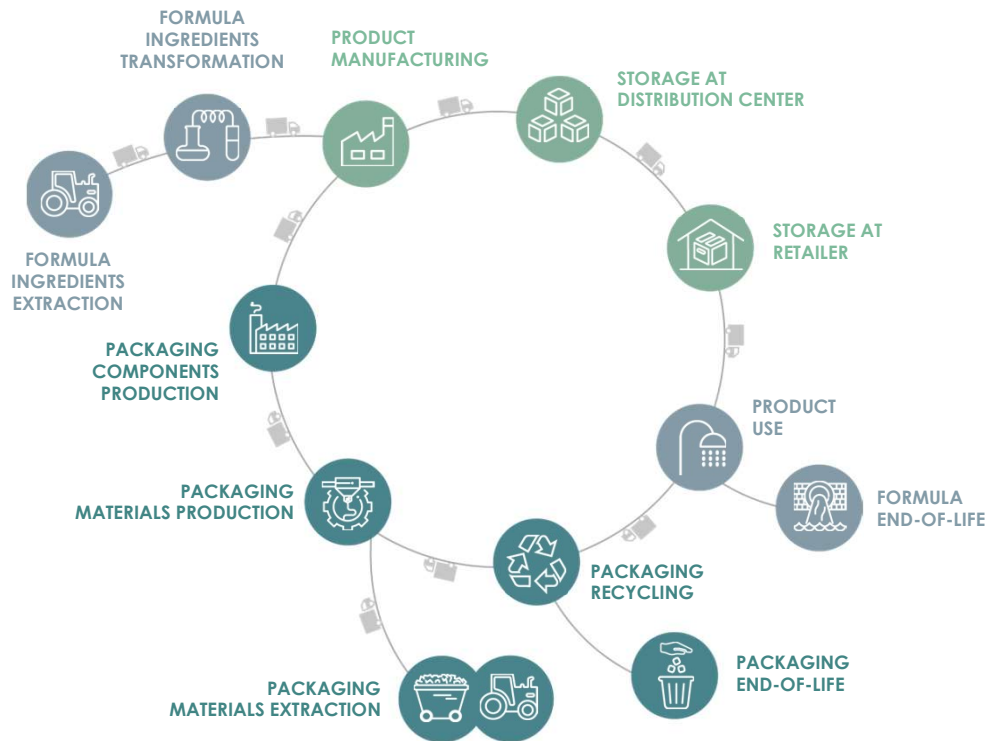 FORMULA
INGREDIENTS
TRANSFORMATION
PRODUCT
MANUFACTURING
STORAGE AT
DISTRIBUTION CENTER
STORAGE AT
RETAILER
FORMULA
INGREDIENTS
EXTRACTION
PACKAGING
COMPONENTS
PRODUCTION
PRODUCT
USE
PACKAGING
MATERIALS PRODUCTION
FORMULA
END-OF-LIFE
PACKAGING
RECYCLING
PACKAGING
MATERIALS EXTRACTION
PACKAGING
END-OF-LIFE